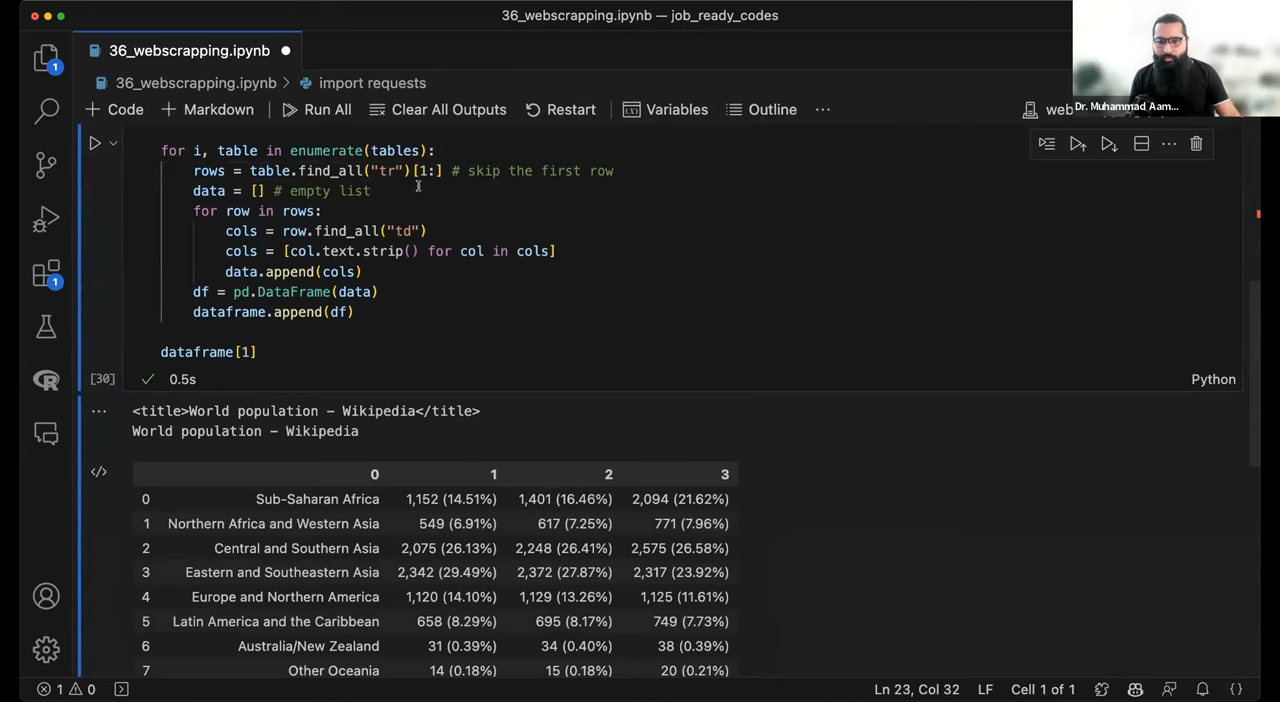 36_webscrapping.ipynb — job_ready_codes
36_webscrapping.ipynb
36_webscrapping.ipynb > import requests
+ Code + Markdown Run All Clear All Outputs Restart Variables Outline ... web
Dr. Muhammad Aam...
for i, table in enumerate(tables):
rows = table.find_all("tr")[1:] # skip the first row
data = [] # empty list
for row in rows:
cols = row.find_all("td")
cols = [col.text.strip() for col in cols]
data.append(cols)
df = pd.DataFrame(data)
dataframe.append(df)
dataframe[1]
[30] 0.5s Python
<title>World population - Wikipedia</title>
World population - Wikipedia
0 1 2 3
0 Sub-Saharan Africa 1,152 (14.51%) 1,401 (16.46%) 2,094 (21.62%)
1 Northern Africa and Western Asia 549 (6.91%) 617 (7.25%) 771 (7.96%)
2 Central and Southern Asia 2,075 (26.13%) 2,248 (26.41%) 2,575 (26.58%)
3 Eastern and Southeastern Asia 2,342 (29.49%) 2,372 (27.87%) 2,317 (23.92%)
4 Europe and Northern America 1,120 (14.10%) 1,129 (13.26%) 1,125 (11.61%)
5 Latin America and the Caribbean 658 (8.29%) 695 (8.17%) 749 (7.73%)
6 Australia/New Zealand 31 (0.39%) 34 (0.40%) 38 (0.39%)
7 Other Oceania 14 (0.18%) 15 (0.18%) 20 (0.21%)
1 0 Ln 23, Col 32 LF Cell 1 of 1
1
1